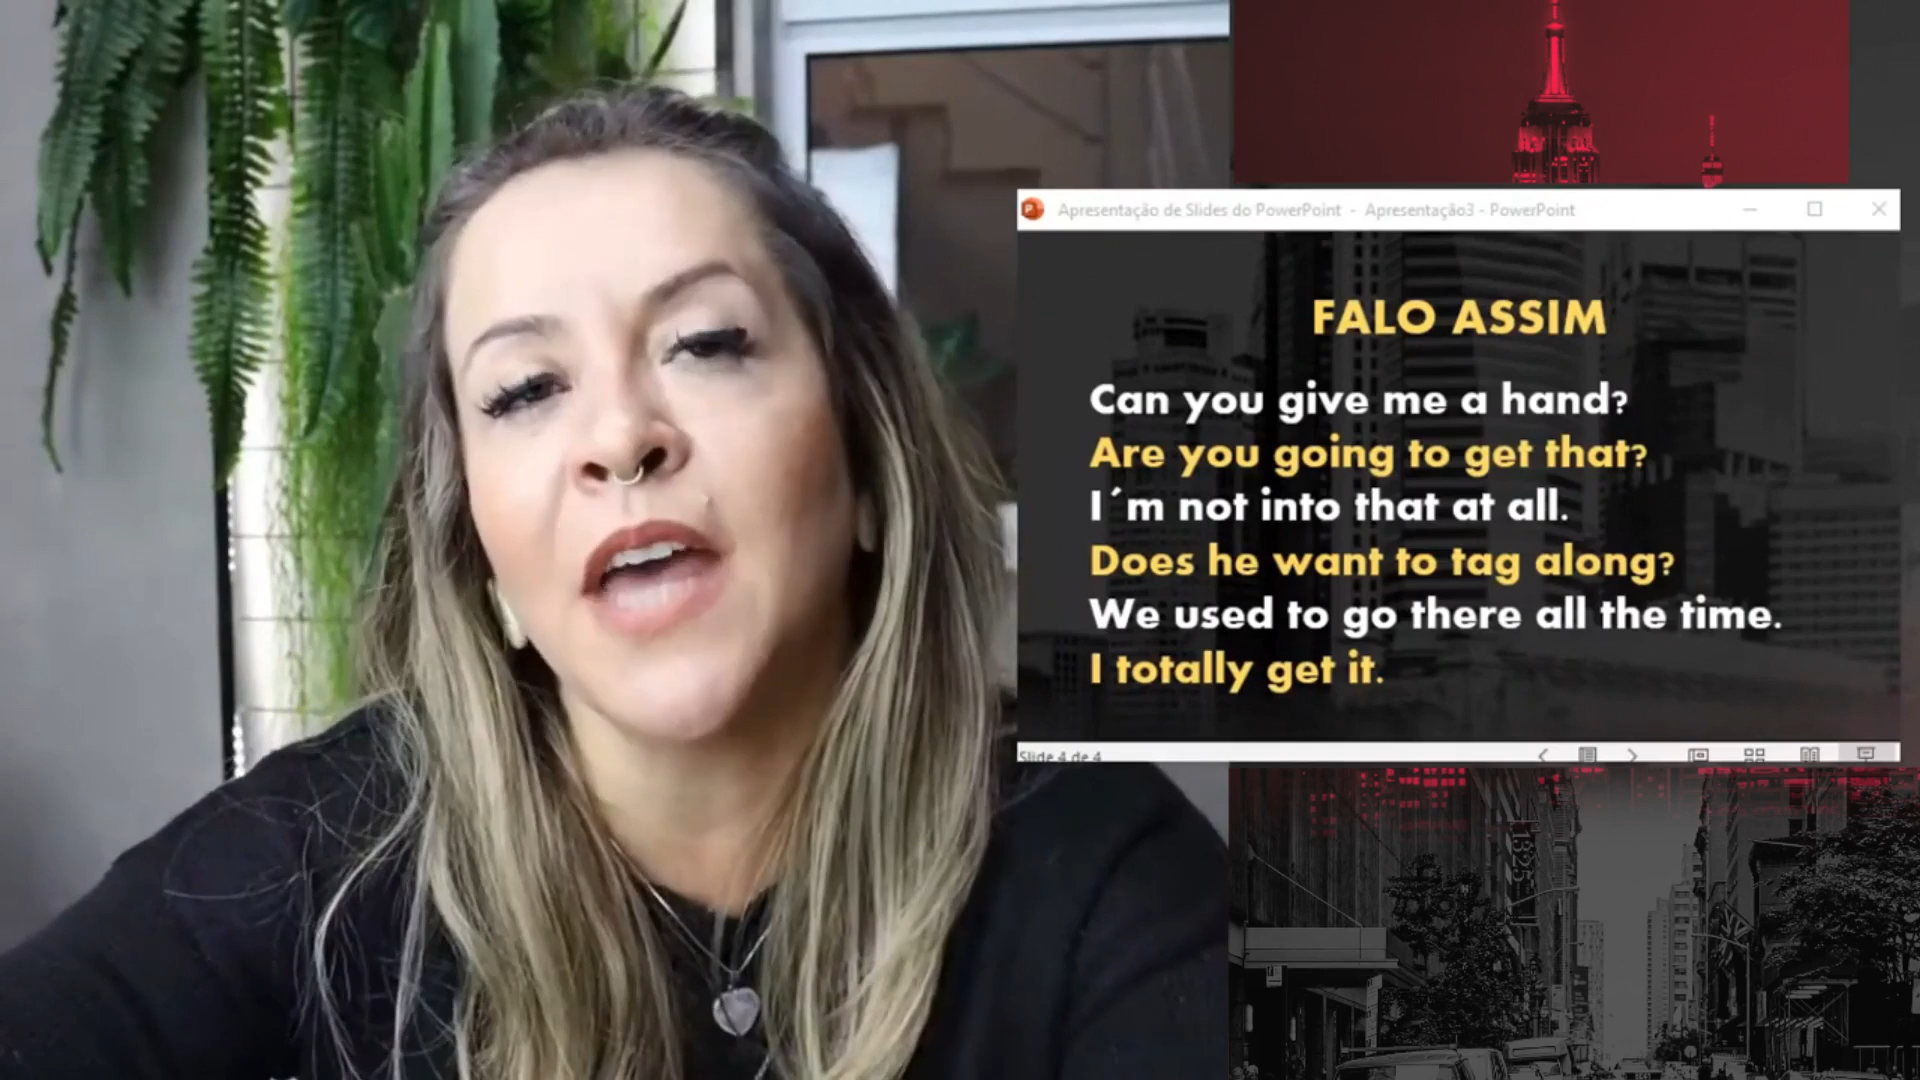 Apresentação de Slides do PowerPoint - Apresentação3 - PowerPoint
FALO ASSIM
Can you give me a hand?
Are you going to get that?
I´m not into that at all.
Does he want to tag along?
We used to go there all the time.
I totally get it.
Slide 4 de 4
1325